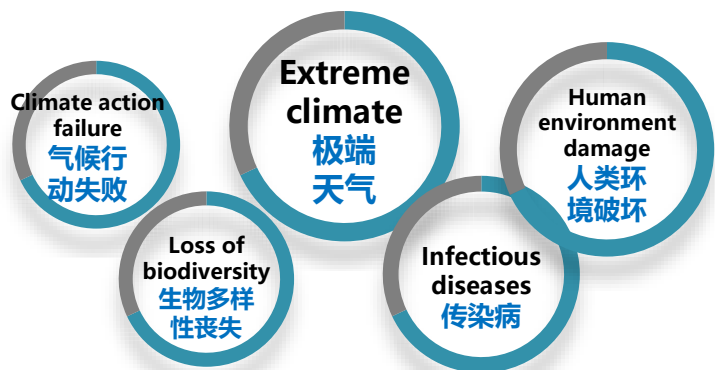 Climate action
failure
气候行
动失败
Extreme
climate
极端
天气
Human
environment
damage
人类环
境破坏
Loss of
biodiversity
生物多样
性丧失
Infectious
diseases
传染病